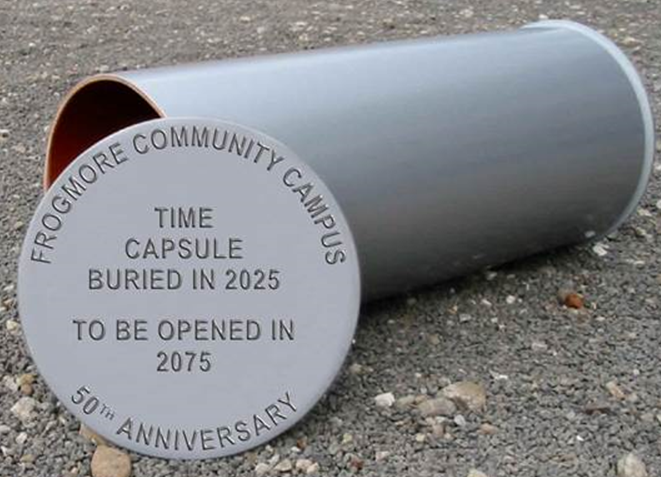 FROGMORE COMMUNITY CAMPUS
TIME
CAPSULE
BURIED IN 2025
TO BE OPENED IN
2075
50TH ANNIVERSARY